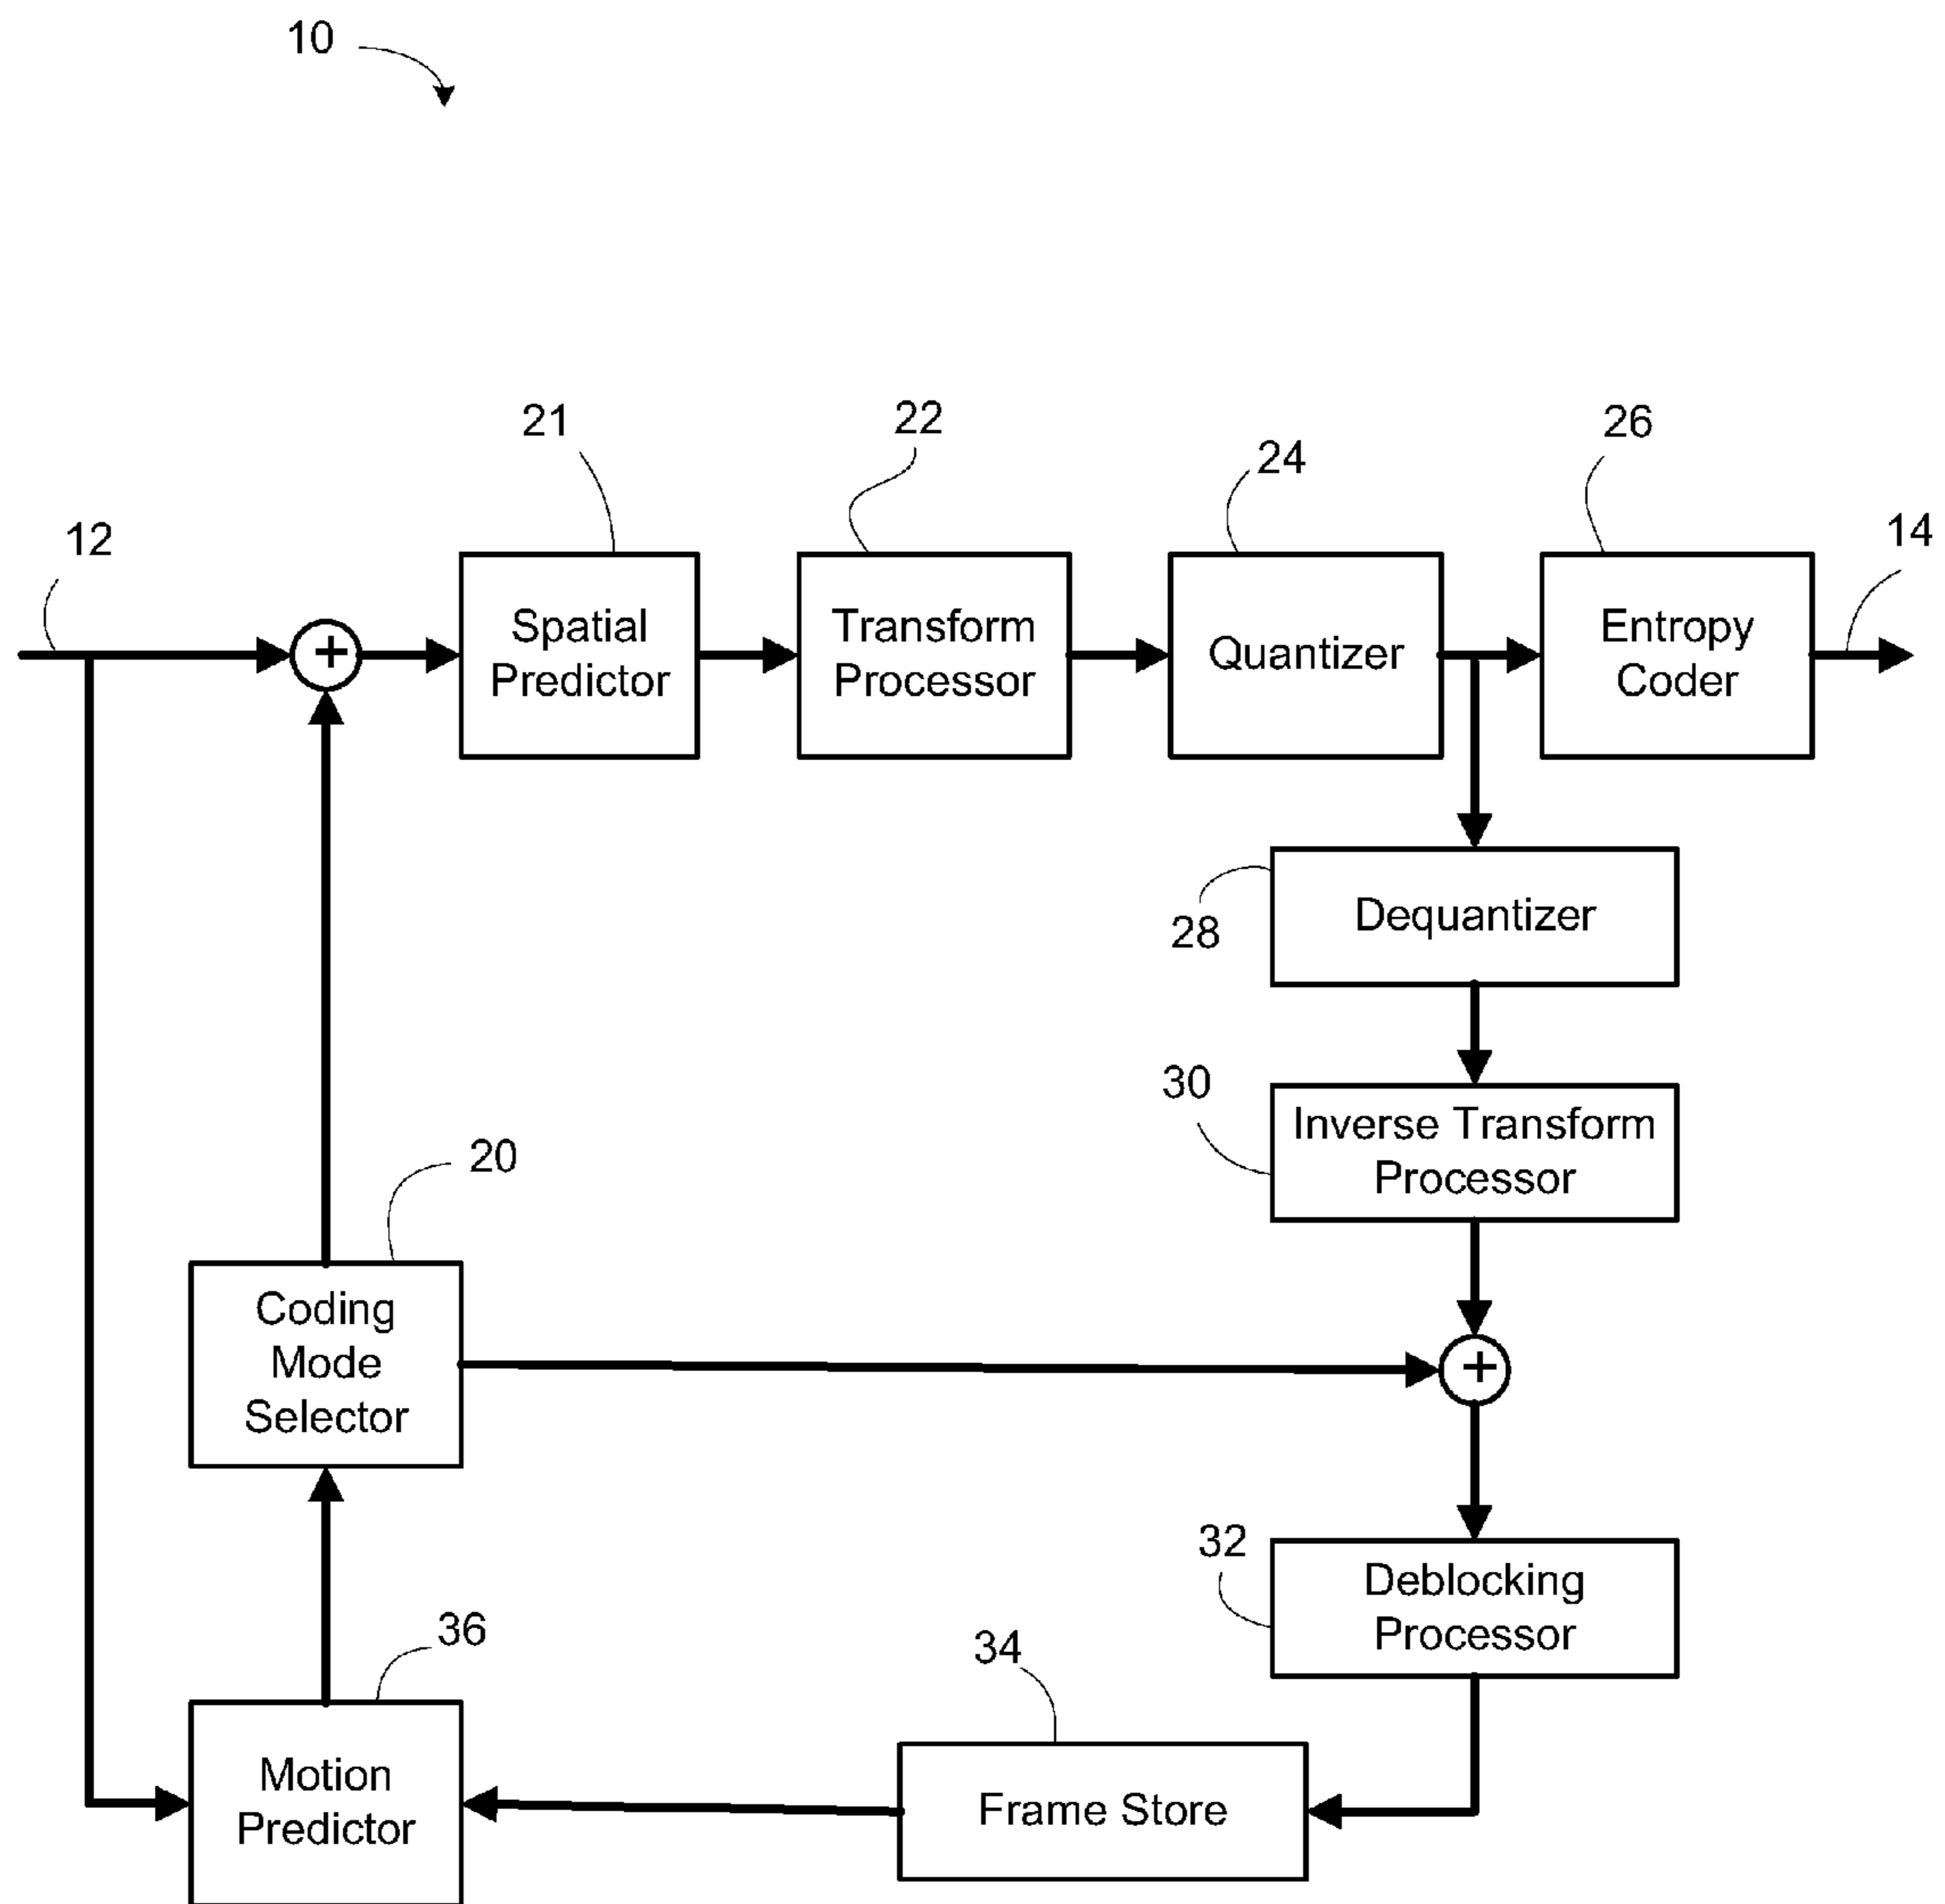 10
21
22
24
26
12
14
+
Spatial
Predictor
Transform
Processor
Quantizer
Entropy
Coder
28
Dequantizer
30
Inverse Transform
Processor
20
Coding
Mode
Selector
+
32
Deblocking
Processor
36
34
Motion
Predictor
Frame Store